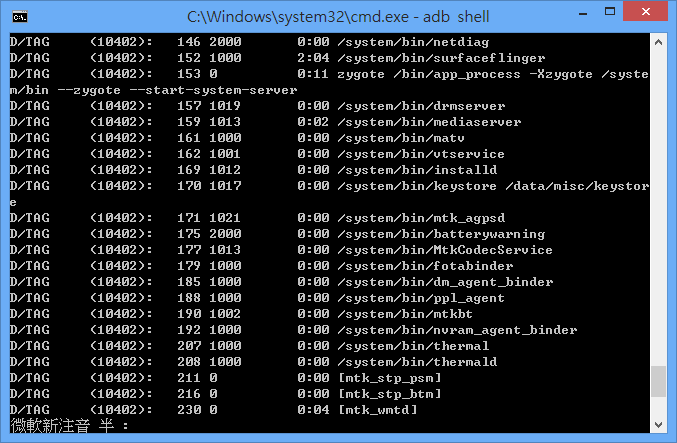 C:\Windows\system32\cmd.exe - adb shell
D/TAG     (10402):   146 2000       0:00 /system/bin/netdiag
D/TAG     (10402):   152 1000       2:04 /system/bin/surfaceflinger
D/TAG     (10402):   153 0          0:11 zygote /bin/app_process -Xzygote /syste
m/bin --zygote --start-system-server
D/TAG     (10402):   157 1019       0:00 /system/bin/drmserver
D/TAG     (10402):   159 1013       0:02 /system/bin/mediaserver
D/TAG     (10402):   161 1000       0:00 /system/bin/matv
D/TAG     (10402):   162 1001       0:00 /system/bin/vtservice
D/TAG     (10402):   169 1012       0:00 /system/bin/installd
D/TAG     (10402):   170 1017       0:00 /system/bin/keystore /data/misc/keystor
e
D/TAG     (10402):   171 1021       0:00 /system/bin/mtk_agpsd
D/TAG     (10402):   175 2000       0:00 /system/bin/batterywarning
D/TAG     (10402):   177 1013       0:00 /system/bin/MtkCodecService
D/TAG     (10402):   179 1000       0:00 /system/bin/fotabinder
D/TAG     (10402):   185 1000       0:00 /system/bin/dm_agent_binder
D/TAG     (10402):   188 1000       0:00 /system/bin/ppl_agent
D/TAG     (10402):   190 1002       0:00 /system/bin/mtkbt
D/TAG     (10402):   192 1000       0:00 /system/bin/nvram_agent_binder
D/TAG     (10402):   207 1000       0:00 /system/bin/thermal
D/TAG     (10402):   208 1000       0:00 /system/bin/thermald
D/TAG     (10402):   211 0          0:00 [mtk_stp_psm]
D/TAG     (10402):   216 0          0:00 [mtk_stp_btm]
D/TAG     (10402):   230 0          0:04 [mtk_wmtd]
微軟新注音 半 :